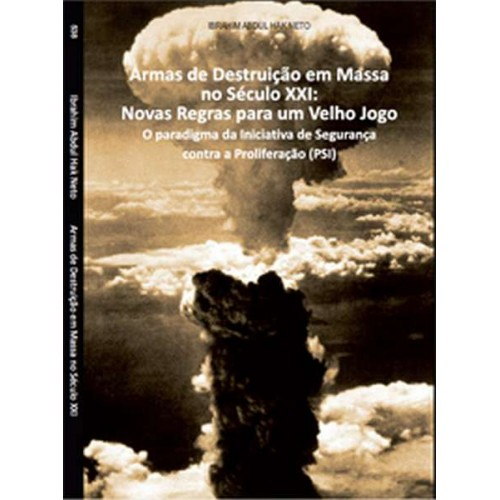 IBRAHIM ABDUL HAK NETO
Armas de Destruição em Massa
no Século XXI:
Novas Regras para um Velho Jogo
O paradigma da Iniciativa de Segurança
contra a Proliferação (PSI)
838
Ibrahim Abdul Hak Neto
Armas de Destruição em Massa no Século XXI